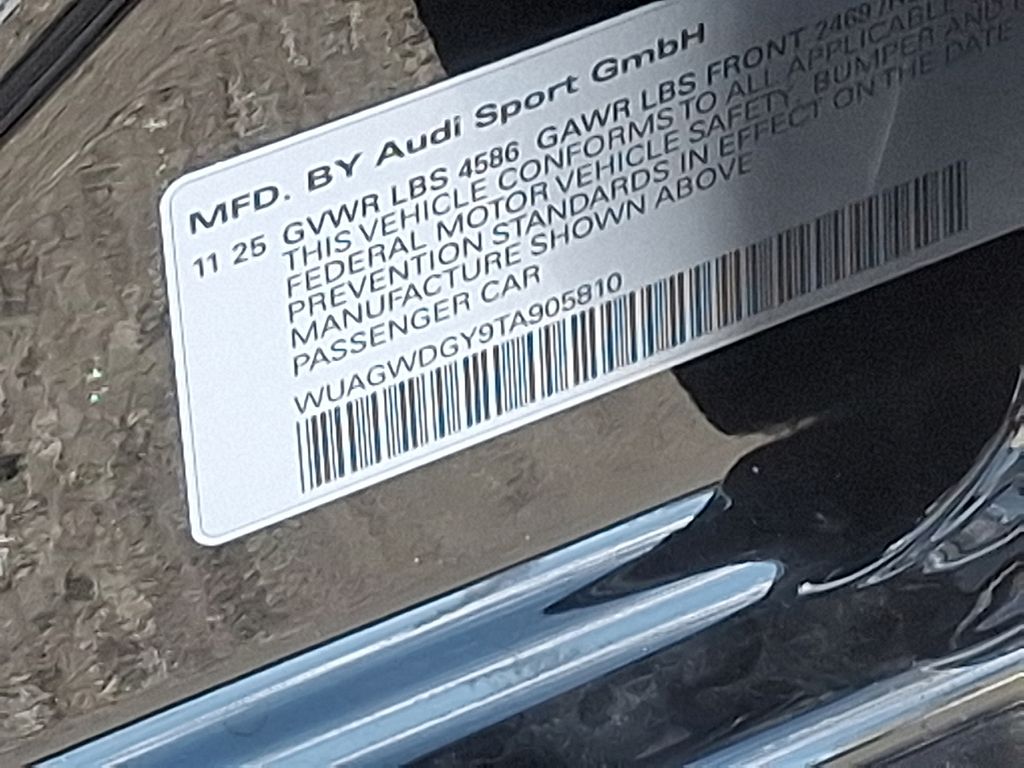 MFD. BY Audi Sport GmbH
11 25 GVWR LBS 4586 GAWR LBS FRONT 2469
THIS VEHICLE CONFORMS TO ALL APPLICABLE
FEDERAL MOTOR VEHICLE SAFETY, BUMPER AND
PREVENTION STANDARDS IN EFFECT ON THE DATE
MANUFACTURE SHOWN ABOVE
PASSENGER CAR
WUAGWDGY9TA905810